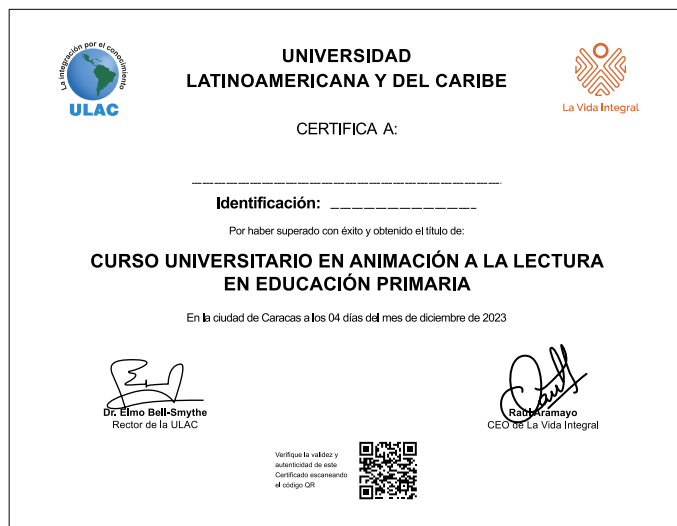 La integración por el conocimiento
ULAC
UNIVERSIDAD
LATINOAMERICANA Y DEL CARIBE
La Vida Integral
CERTIFICA A:
Identificación:
Por haber superado con éxito y obtenido el título de:
CURSO UNIVERSITARIO EN ANIMACIÓN A LA LECTURA
EN EDUCACIÓN PRIMARIA
En la ciudad de Caracas a los 04 días del mes de diciembre de 2023
Dr. Elmo Bell-Smythe
Rector de la ULAC
Raúl Aramayo
CEO de La Vida Integral
Verifique la validez y
autenticidad de este
Certificado escaneando
el código QR